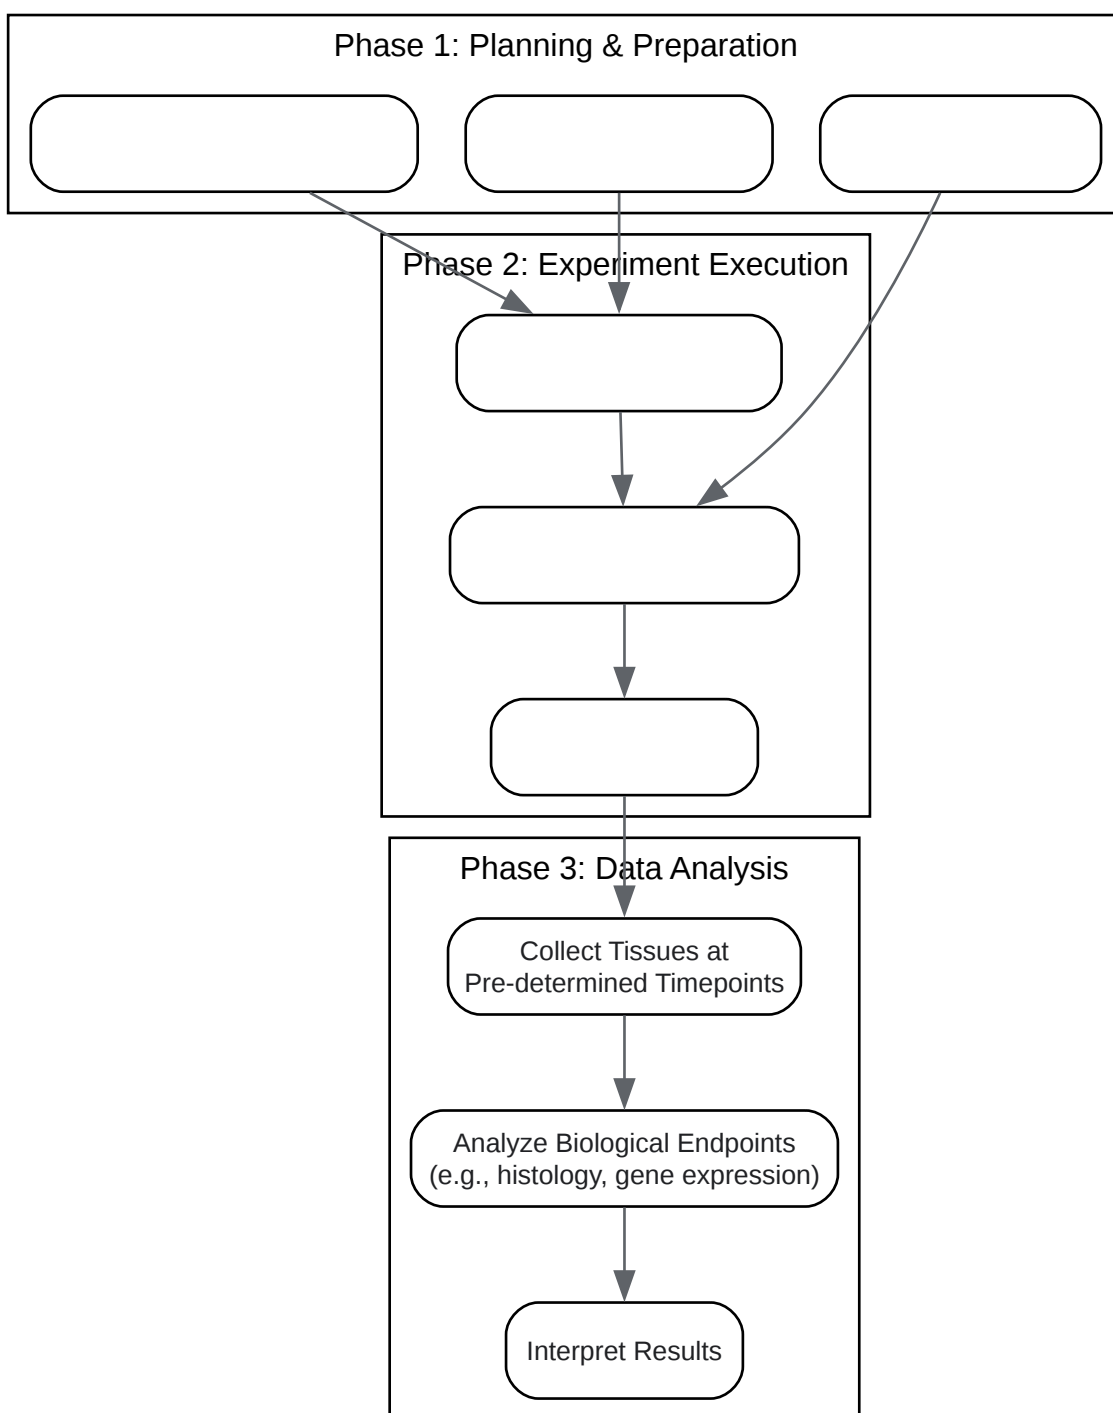 Phase 1: Planning & Preparation
Phase 2: Experiment Execution
Phase 3: Data Analysis
Collect Tissues at
Pre-determined Timepoints
Analyze Biological Endpoints
(e.g., histology, gene expression)
Interpret Results